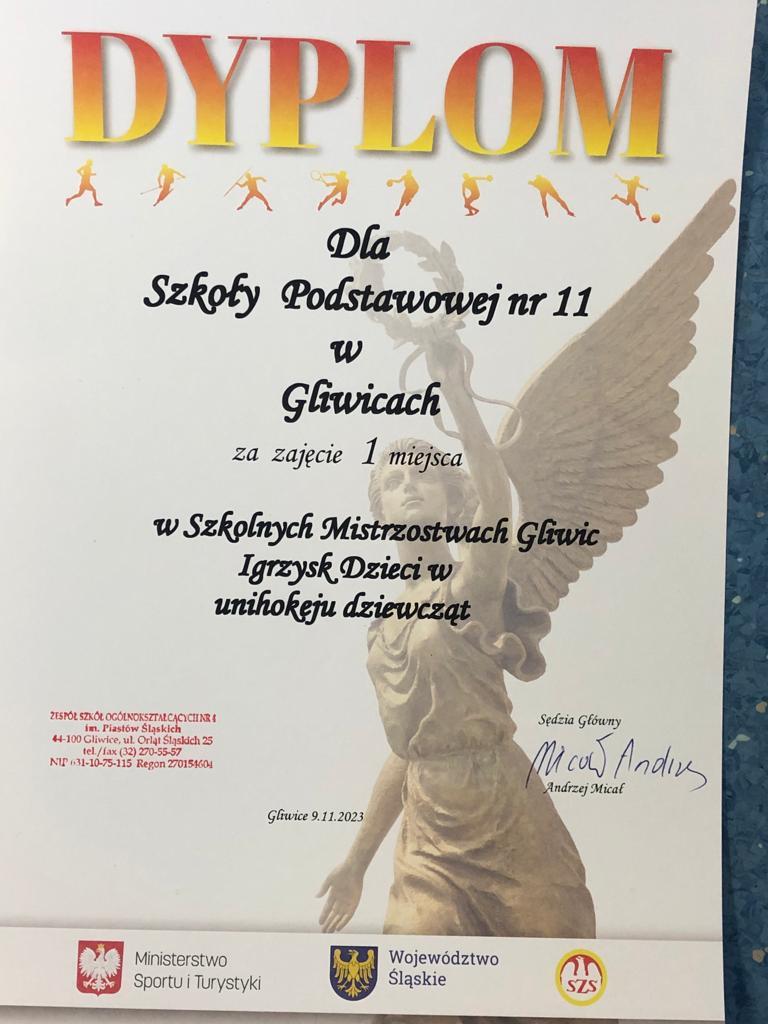 DYPLOM
Dla
Szkoły Podstawowej nr 11
w
Gliwicach
za zajęcie 1 miejsca
w Szkolnych Mistrzostwach Gliwic
Igrzysk Dzieci w
unihokeju dziewcząt
ZESPÓŁ SZKÓŁ OGÓLNOKSZTAŁCĄCYCH NR 4
im. Piastów Śląskich
44-100 Gliwice, ul. Orląt Śląskich 25
tel./fax (32) 270-55-57
NIP 631-10-75-115 Regon 270154604
Sędzia Główny
Micał Andrzej
Andrzej Micał
Gliwice 9.11.2023
Ministerstwo
Sportu i Turystyki
Województwo
Śląskie
SZS